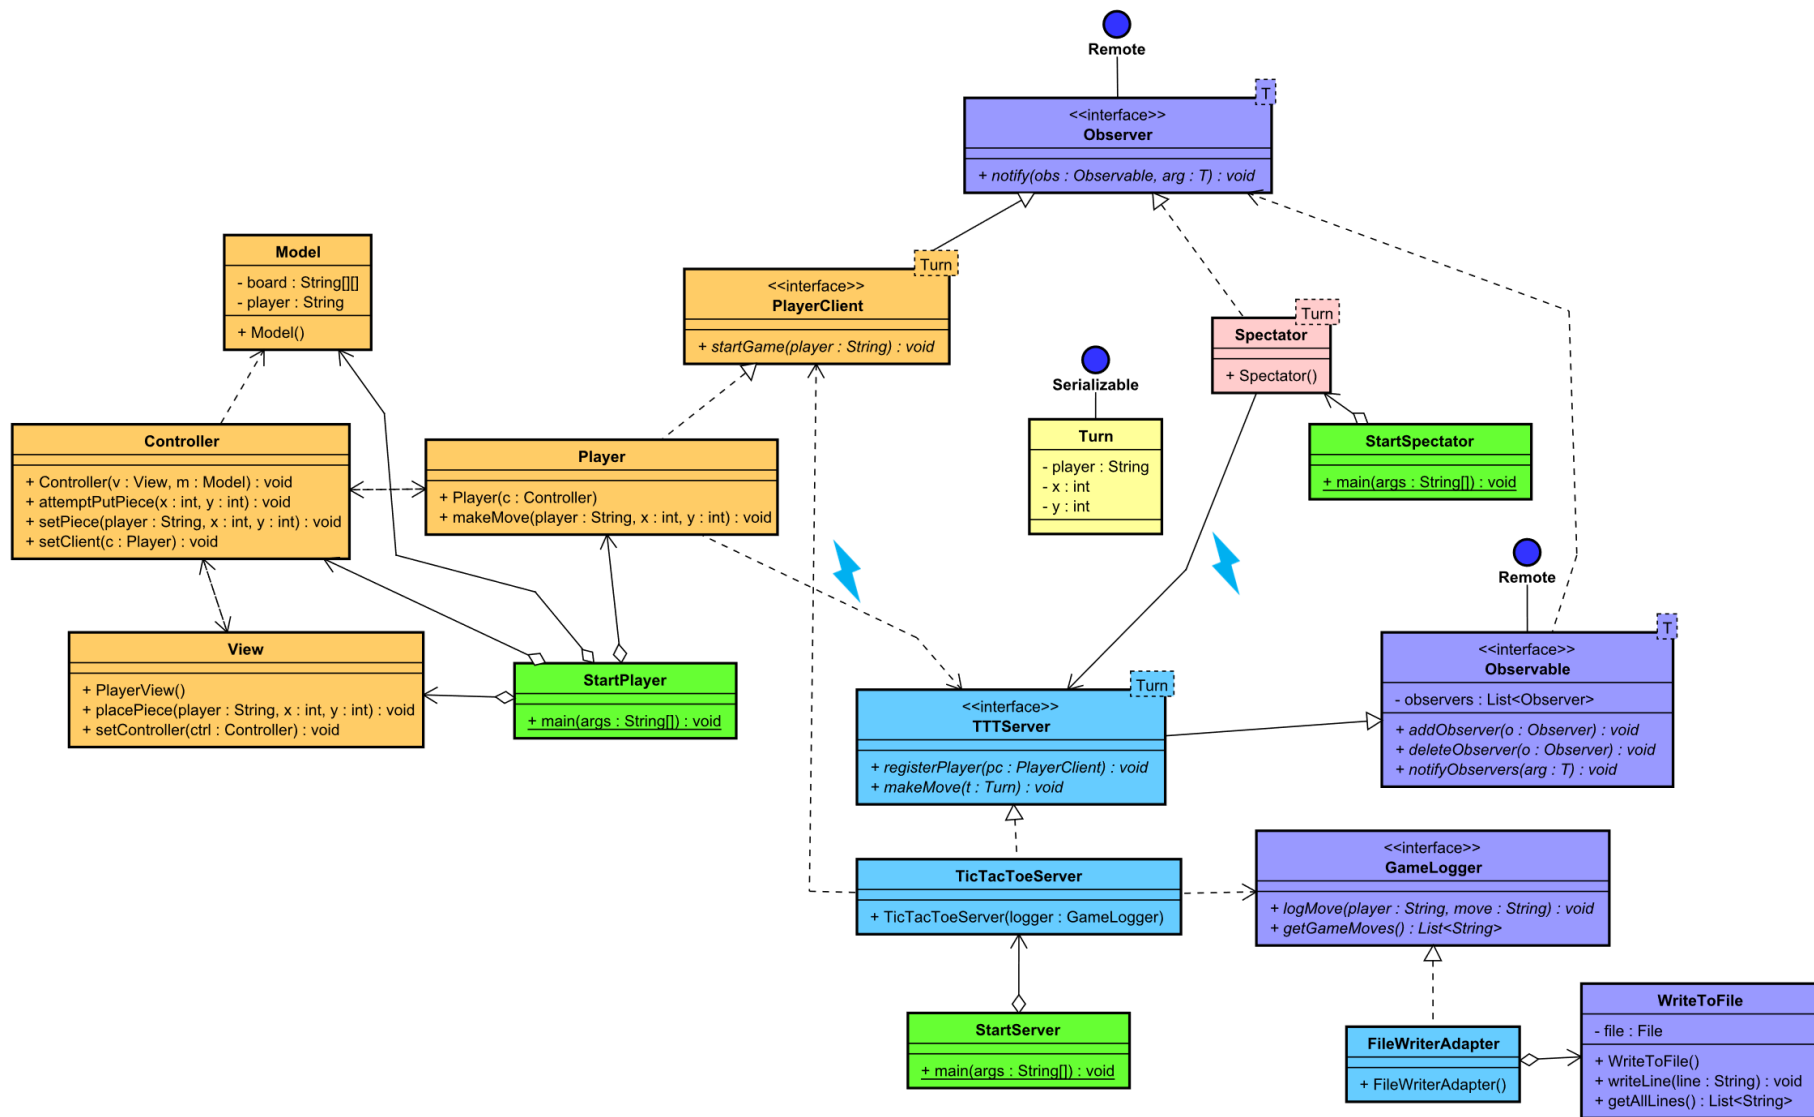 Remote
T
<<interface>>
Observer
+ notify(obs : Observable, arg : T) : void
Model
- board : String[][]
- player : String
+ Model()
Turn
<<interface>>
PlayerClient
+ startGame(player : String) : void
Turn
Spectator
+ Spectator()
Serializable
Turn
- player : String
- x : int
- y : int
StartSpectator
+ main(args : String[]) : void
Controller
+ Controller(v : View, m : Model) : void
+ attemptPutPiece(x : int, y : int) : void
+ setPiece(player : String, x : int, y : int) : void
+ setClient(c : Player) : void
Player
+ Player(c : Controller)
+ makeMove(player : String, x : int, y : int) : void
Remote
T
<<interface>>
Observable
- observers : List<Observer>
+ addObserver(o : Observer) : void
+ deleteObserver(o : Observer) : void
+ notifyObservers(arg : T) : void
View
+ PlayerView()
+ placePiece(player : String, x : int, y : int) : void
+ setController(ctrl : Controller) : void
StartPlayer
+ main(args : String[]) : void
Turn
<<interface>>
TTTServer
+ registerPlayer(pc : PlayerClient) : void
+ makeMove(t : Turn) : void
TicTacToeServer
+ TicTacToeServer(logger : GameLogger)
<<interface>>
GameLogger
+ logMove(player : String, move : String) : void
+ getGameMoves() : List<String>
StartServer
+ main(args : String[]) : void
FileWriterAdapter
+ FileWriterAdapter()
WriteToFile
- file : File
+ WriteToFile()
+ writeLine(line : String) : void
+ getAllLines() : List<String>